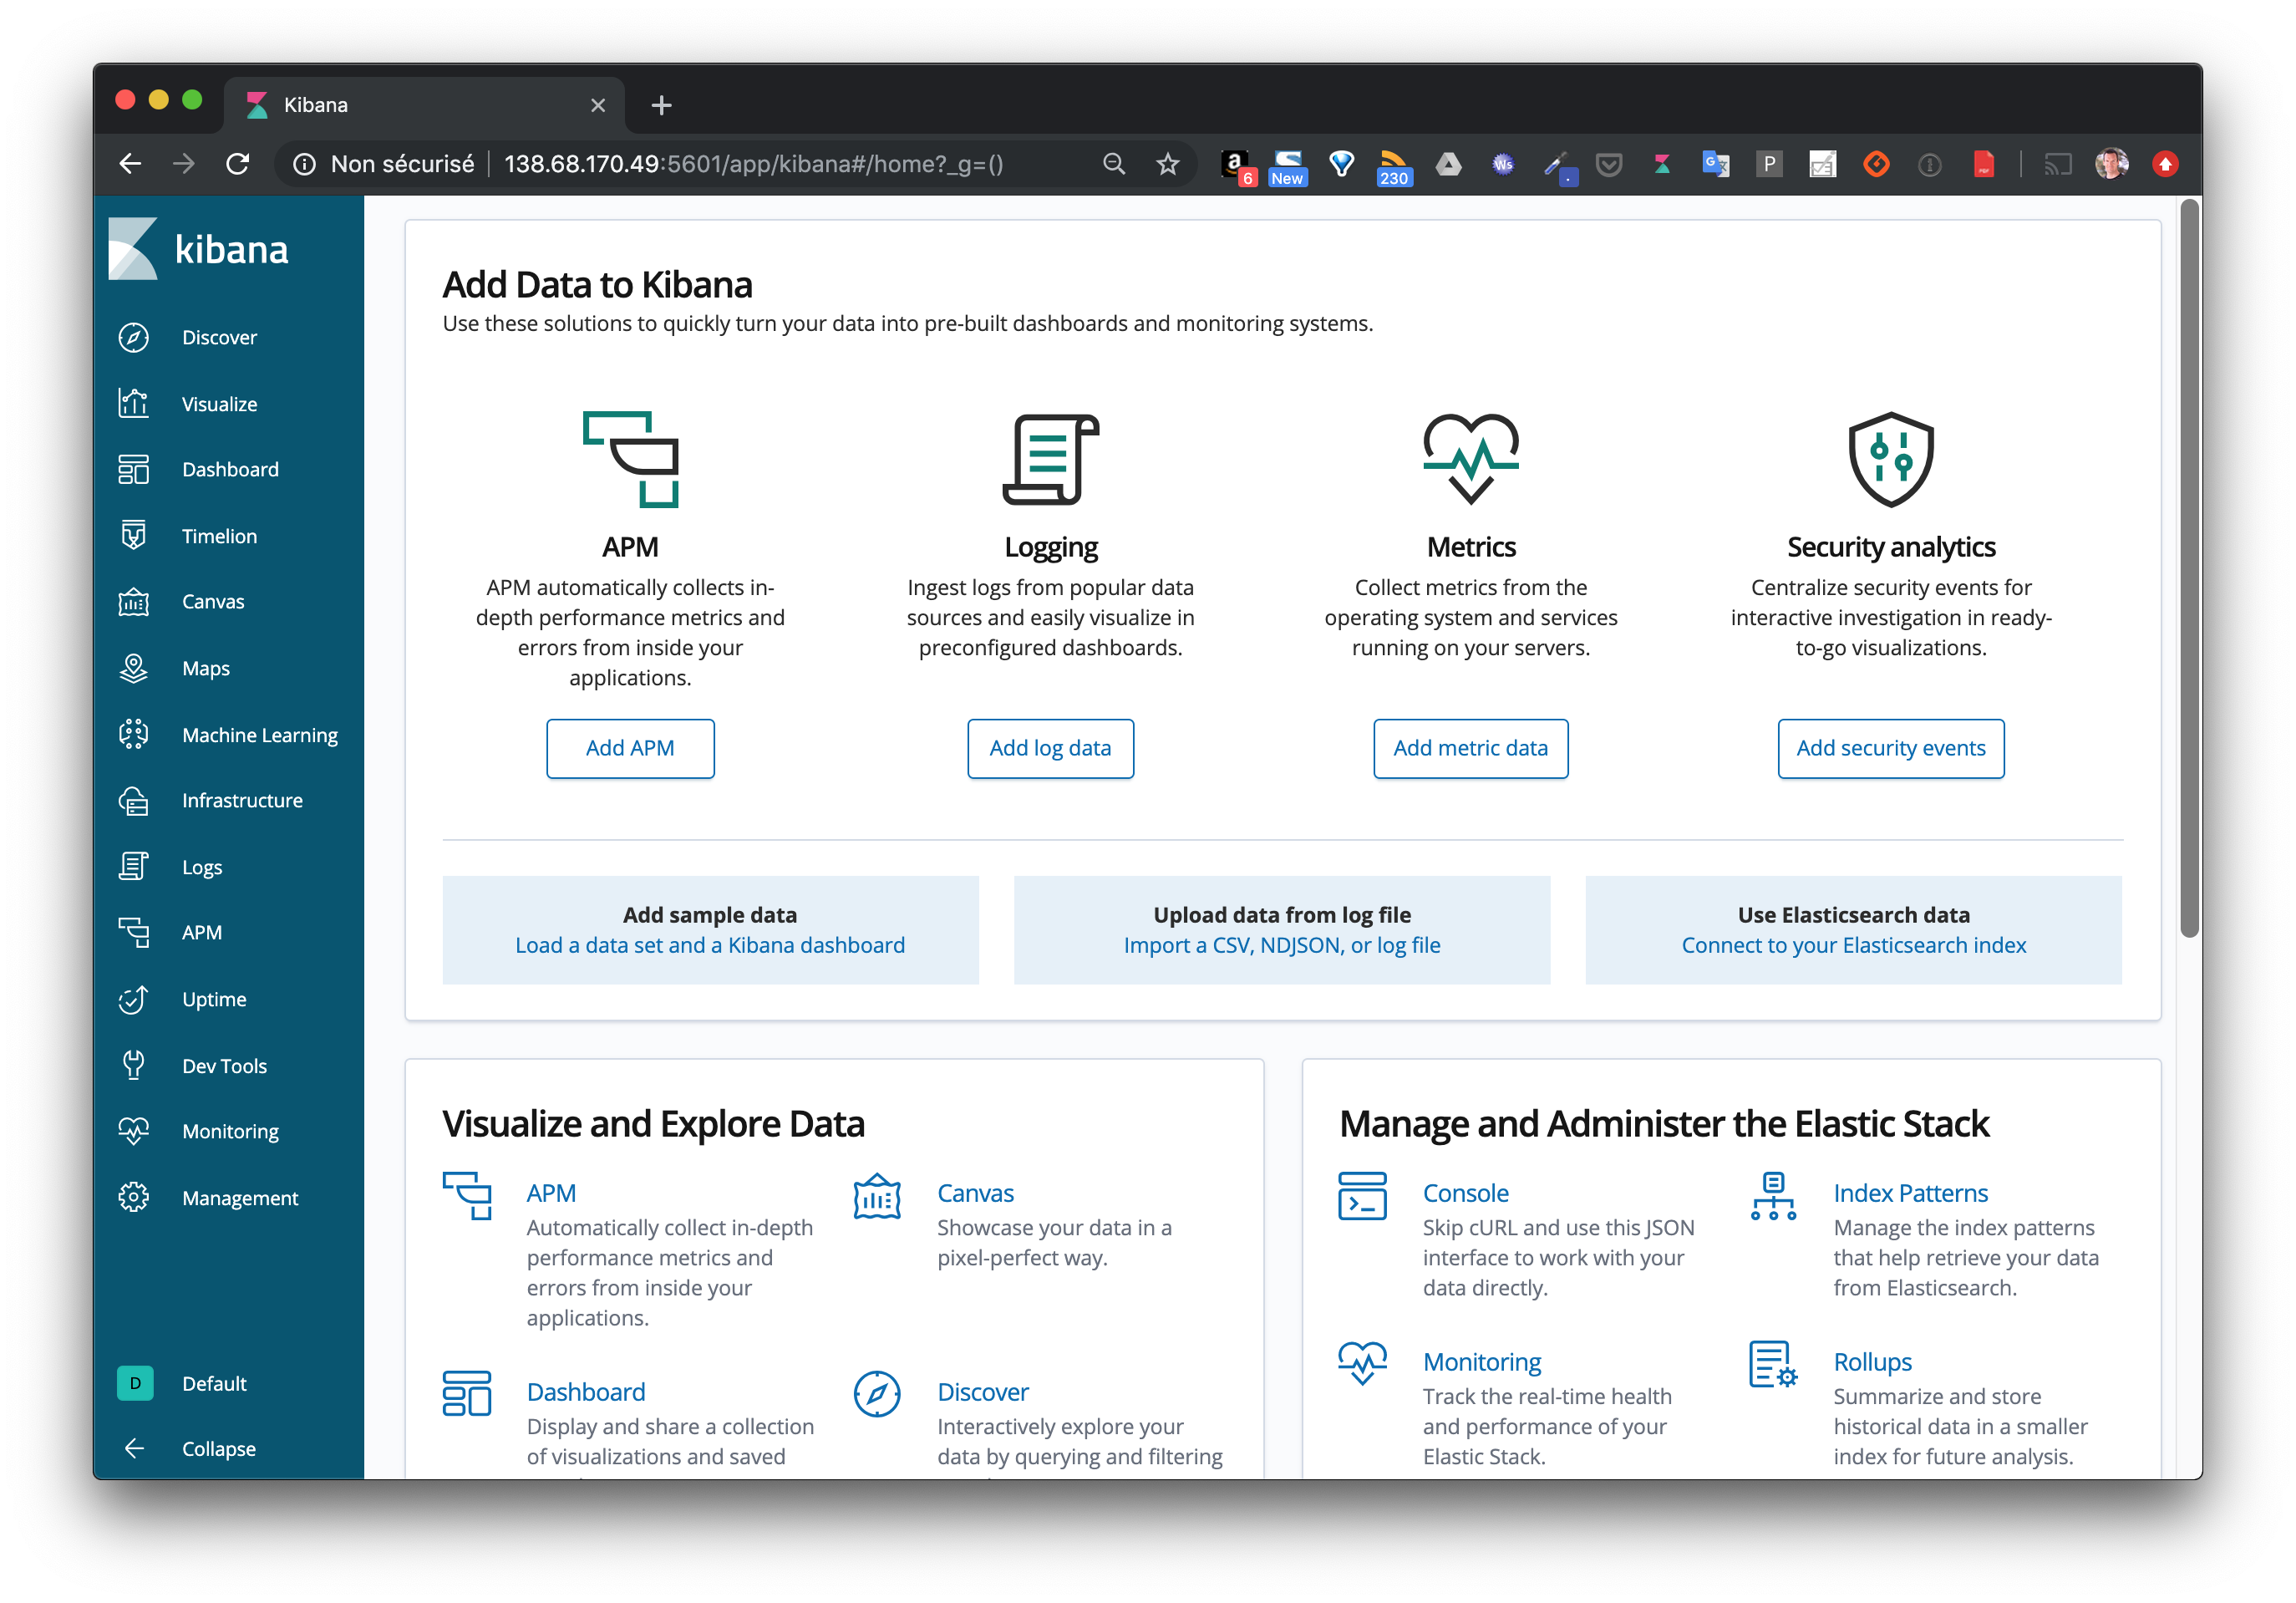 Kibana
Non sécurisé
138.68.170.49:5601/app/kibana#/home?_g=()
a
6
New
230
Ws
.
G
P
kibana
Discover
Visualize
Dashboard
Timelion
Canvas
Maps
Machine Learning
Infrastructure
Logs
APM
Uptime
Dev Tools
Monitoring
Management
D
Default
Collapse
Add Data to Kibana
Use these solutions to quickly turn your data into pre-built dashboards and monitoring systems.
APM
APM automatically collects in-
depth performance metrics and
errors from inside your
applications.
Add APM
Logging
Ingest logs from popular data
sources and easily visualize in
preconfigured dashboards.
Add log data
Metrics
Collect metrics from the
operating system and services
running on your servers.
Add metric data
Security analytics
Centralize security events for
interactive investigation in ready-
to-go visualizations.
Add security events
Add sample data
Load a data set and a Kibana dashboard
Upload data from log file
Import a CSV, NDJSON, or log file
Use Elasticsearch data
Connect to your Elasticsearch index
Visualize and Explore Data
APM
Automatically collect in-depth
performance metrics and
errors from inside your
applications.
Canvas
Showcase your data in a
pixel-perfect way.
Dashboard
Display and share a collection
of visualizations and saved
Discover
Interactively explore your
data by querying and filtering
Manage and Administer the Elastic Stack
Console
Skip cURL and use this JSON
interface to work with your
data directly.
Index Patterns
Manage the index patterns
that help retrieve your data
from Elasticsearch.
Monitoring
Track the real-time health
and performance of your
Elastic Stack.
Rollups
Summarize and store
historical data in a smaller
index for future analysis.